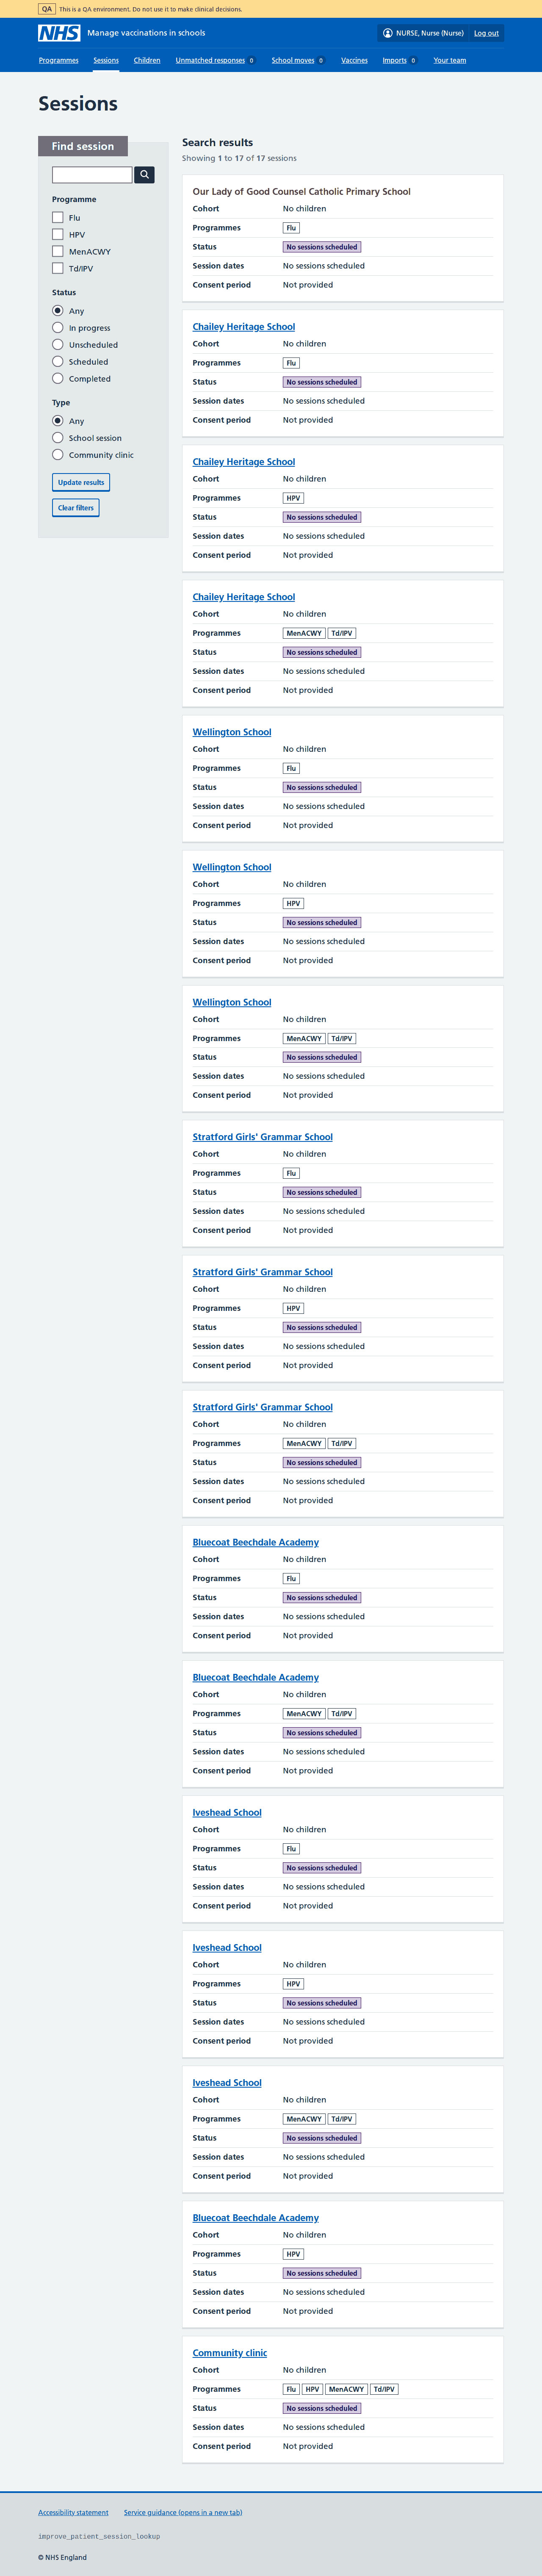 QA This is a QA environment. Do not use it to make clinical decisions.
NHS Manage vaccinations in schools
NURSE, Nurse (Nurse) Log out
Programmes Sessions Children Unmatched responses 0 School moves 0 Vaccines Imports 0 Your team
Sessions
Find session
Programme
Flu
HPV
MenACWY
Td/IPV
Status
Any
In progress
Unscheduled
Scheduled
Completed
Type
Any
School session
Community clinic
Update results
Clear filters
Search results
Showing 1 to 17 of 17 sessions
Our Lady of Good Counsel Catholic Primary School
Cohort No children
Programmes Flu
Status No sessions scheduled
Session dates No sessions scheduled
Consent period Not provided
Chailey Heritage School
Cohort No children
Programmes Flu
Status No sessions scheduled
Session dates No sessions scheduled
Consent period Not provided
Chailey Heritage School
Cohort No children
Programmes HPV
Status No sessions scheduled
Session dates No sessions scheduled
Consent period Not provided
Chailey Heritage School
Cohort No children
Programmes MenACWY Td/IPV
Status No sessions scheduled
Session dates No sessions scheduled
Consent period Not provided
Wellington School
Cohort No children
Programmes Flu
Status No sessions scheduled
Session dates No sessions scheduled
Consent period Not provided
Wellington School
Cohort No children
Programmes HPV
Status No sessions scheduled
Session dates No sessions scheduled
Consent period Not provided
Wellington School
Cohort No children
Programmes MenACWY Td/IPV
Status No sessions scheduled
Session dates No sessions scheduled
Consent period Not provided
Stratford Girls' Grammar School
Cohort No children
Programmes Flu
Status No sessions scheduled
Session dates No sessions scheduled
Consent period Not provided
Stratford Girls' Grammar School
Cohort No children
Programmes HPV
Status No sessions scheduled
Session dates No sessions scheduled
Consent period Not provided
Stratford Girls' Grammar School
Cohort No children
Programmes MenACWY Td/IPV
Status No sessions scheduled
Session dates No sessions scheduled
Consent period Not provided
Bluecoat Beechdale Academy
Cohort No children
Programmes Flu
Status No sessions scheduled
Session dates No sessions scheduled
Consent period Not provided
Bluecoat Beechdale Academy
Cohort No children
Programmes MenACWY Td/IPV
Status No sessions scheduled
Session dates No sessions scheduled
Consent period Not provided
Iveshead School
Cohort No children
Programmes Flu
Status No sessions scheduled
Session dates No sessions scheduled
Consent period Not provided
Iveshead School
Cohort No children
Programmes HPV
Status No sessions scheduled
Session dates No sessions scheduled
Consent period Not provided
Iveshead School
Cohort No children
Programmes MenACWY Td/IPV
Status No sessions scheduled
Session dates No sessions scheduled
Consent period Not provided
Bluecoat Beechdale Academy
Cohort No children
Programmes HPV
Status No sessions scheduled
Session dates No sessions scheduled
Consent period Not provided
Community clinic
Cohort No children
Programmes Flu HPV MenACWY Td/IPV
Status No sessions scheduled
Session dates No sessions scheduled
Consent period Not provided
Accessibility statement Service guidance (opens in a new tab)
improve_patient_session_lookup
© NHS England